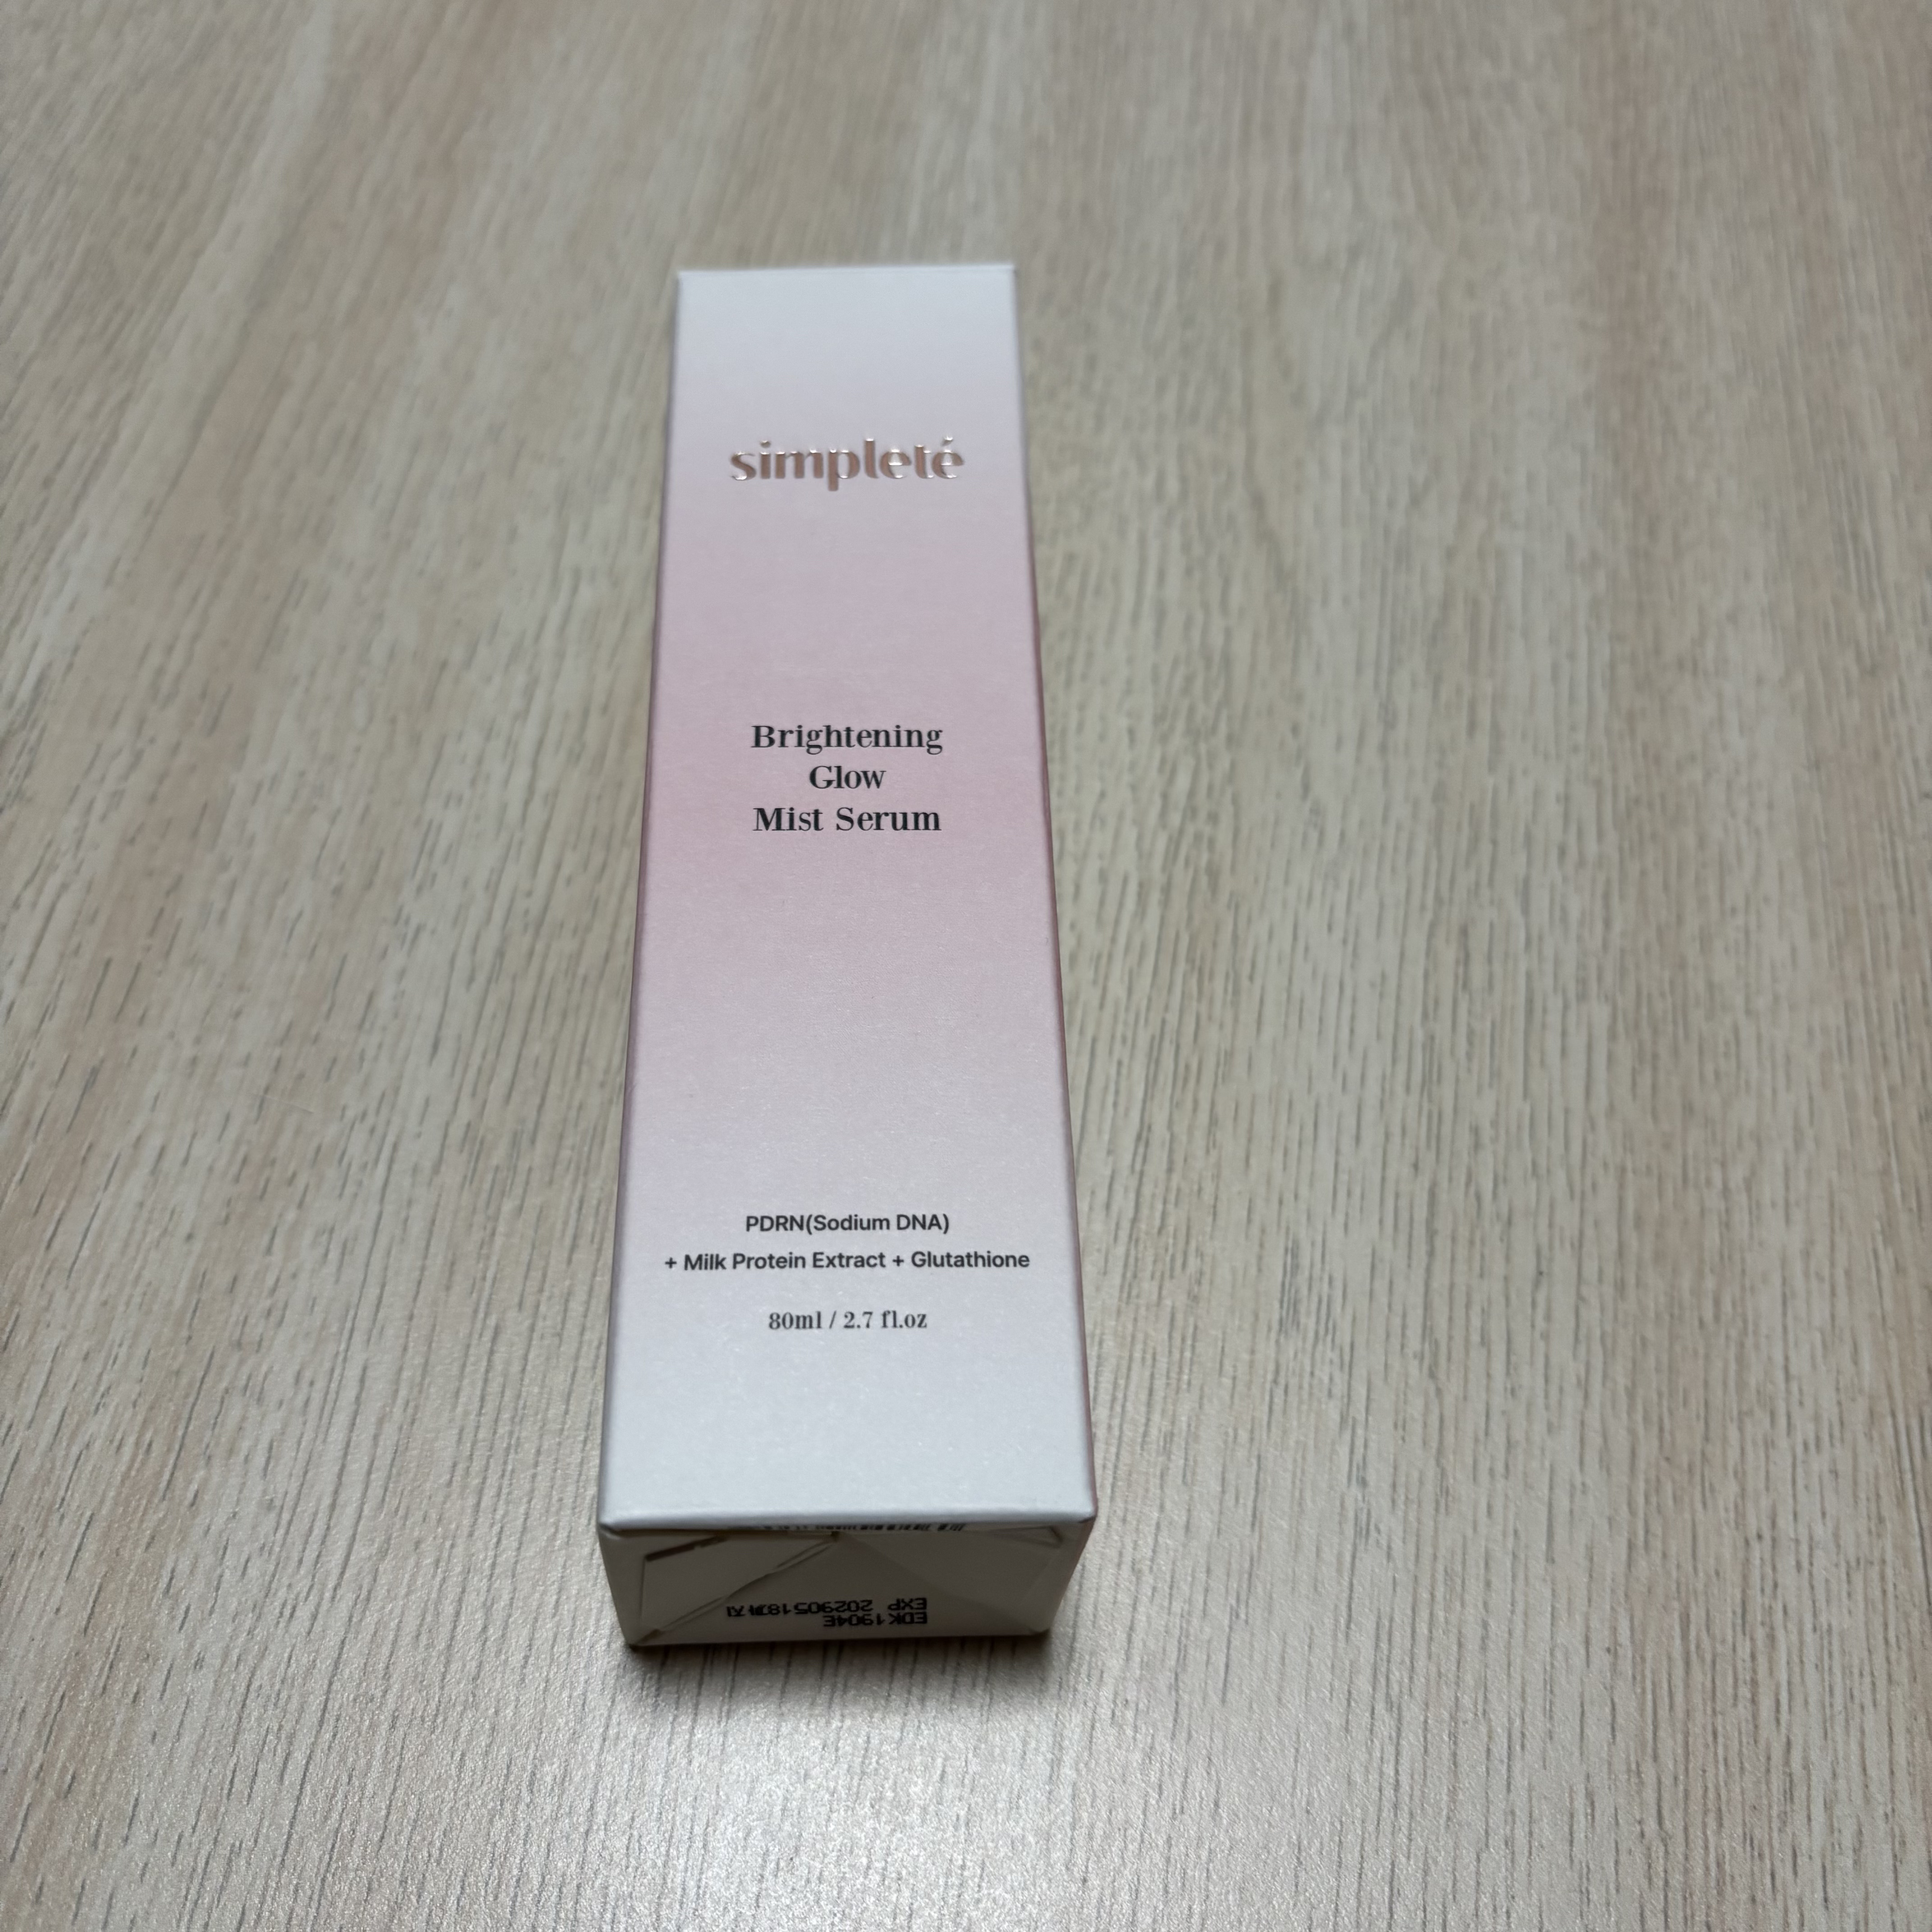 simpleté
Brightening
Glow
Mist Serum
PDRN(Sodium DNA)
+ Milk Protein Extract + Glutathione
80ml / 2.7 fl.oz
EDK1904E
EXP 20290518까지